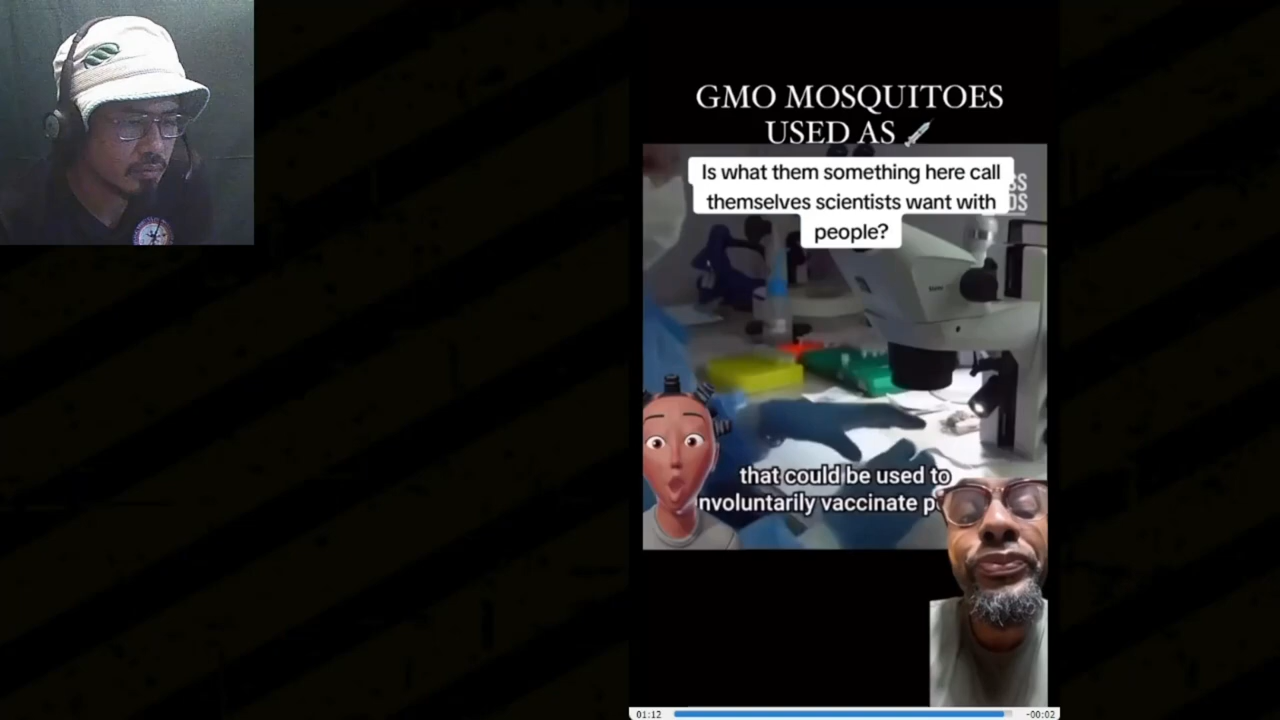 GMO MOSQUITOES
USED AS
Is what them something here call
themselves scientists want with
people?
that could be used to
nvoluntarily vaccinate p
01:12
-00:02